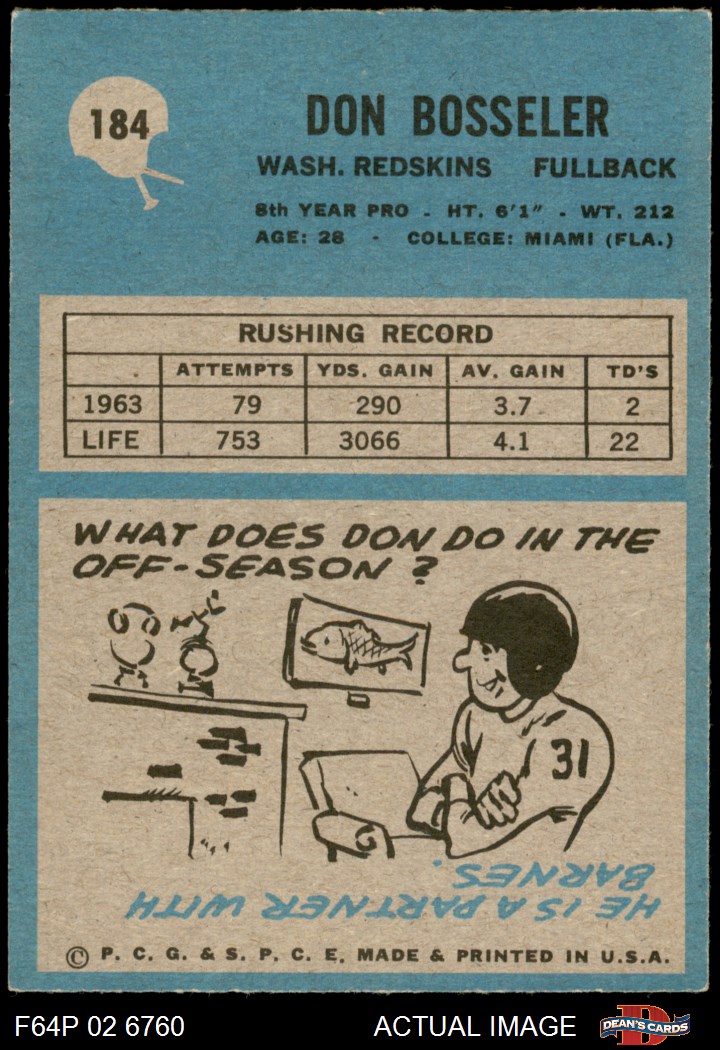 184
DON BOSSELER
WASH. REDSKINS FULLBACK
8th YEAR PRO - HT. 6'1" - WT. 212
AGE: 28 - COLLEGE: MIAMI (FLA.)
RUSHING RECORD
ATTEMPTS YDS. GAIN AV. GAIN TD'S
1963 79 290 3.7 2
LIFE 753 3066 4.1 22
WHAT DOES DON DO IN THE
OFF-SEASON ?
31
HE IS A PARTNER WITH
BARNES.
© P. C. G. & S. P. C. E. MADE & PRINTED IN U.S.A.
F64P 02 6760 ACTUAL IMAGE DEAN'S CARDS